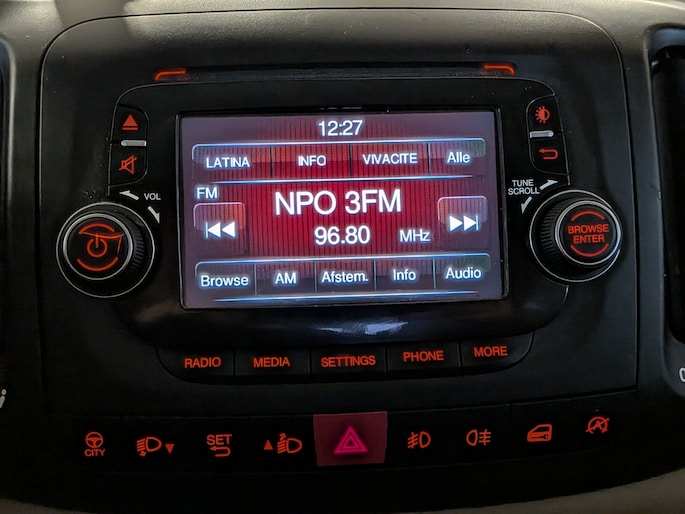 12:27
LATINA INFO VIVACITE Alle
FM
NPO 3FM
96.80 MHz
Browse AM Afstem. Info Audio
VOL
TUNE
SCROLL
BROWSE
ENTER
RADIO MEDIA SETTINGS PHONE MORE
CITY
SET